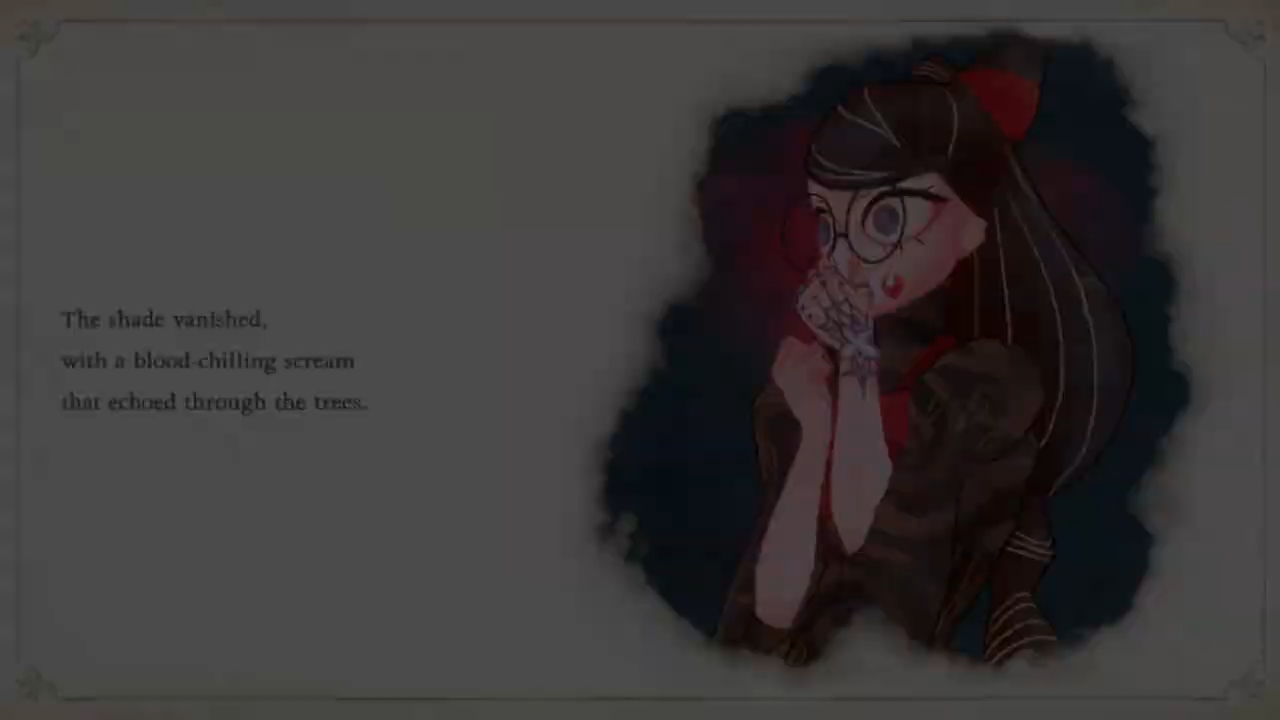 The shade vanished,
with a blood-chilling scream
that echoed through the trees.